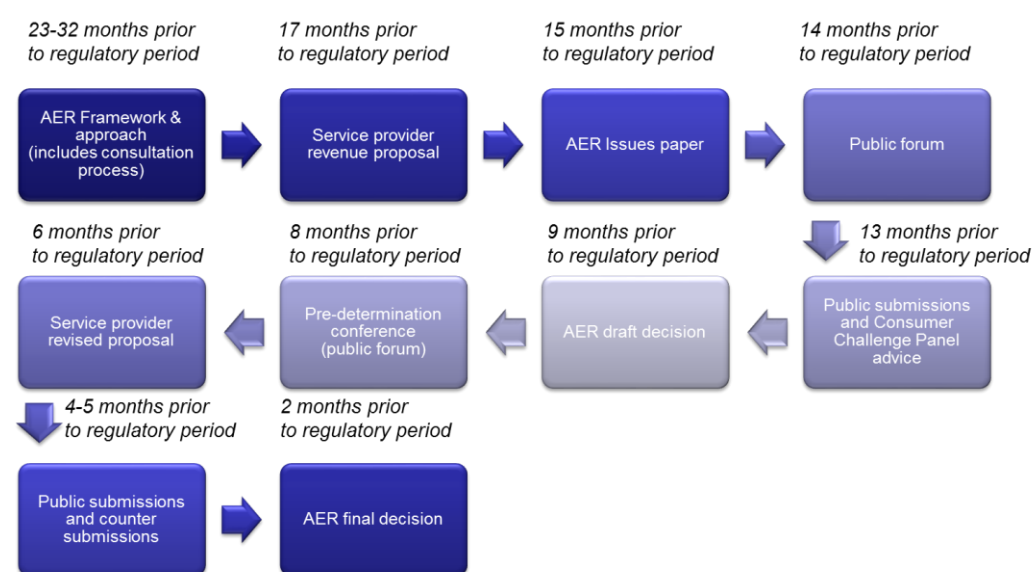 23-32 months prior
to regulatory period
17 months prior
to regulatory period
15 months prior
to regulatory period
14 months prior
to regulatory period
AER Framework &
approach
(includes consultation
process)
Service provider
revenue proposal
AER Issues paper
Public forum
6 months prior
to regulatory period
8 months prior
to regulatory period
9 months prior
to regulatory period
13 months prior
to regulatory period
Service provider
revised proposal
Pre-determination
conference
(public forum)
AER draft decision
Public submissions
and Consumer
Challenge Panel
advice
4-5 months prior
to regulatory period
2 months prior
to regulatory period
Public submissions
and counter
submissions
AER final decision